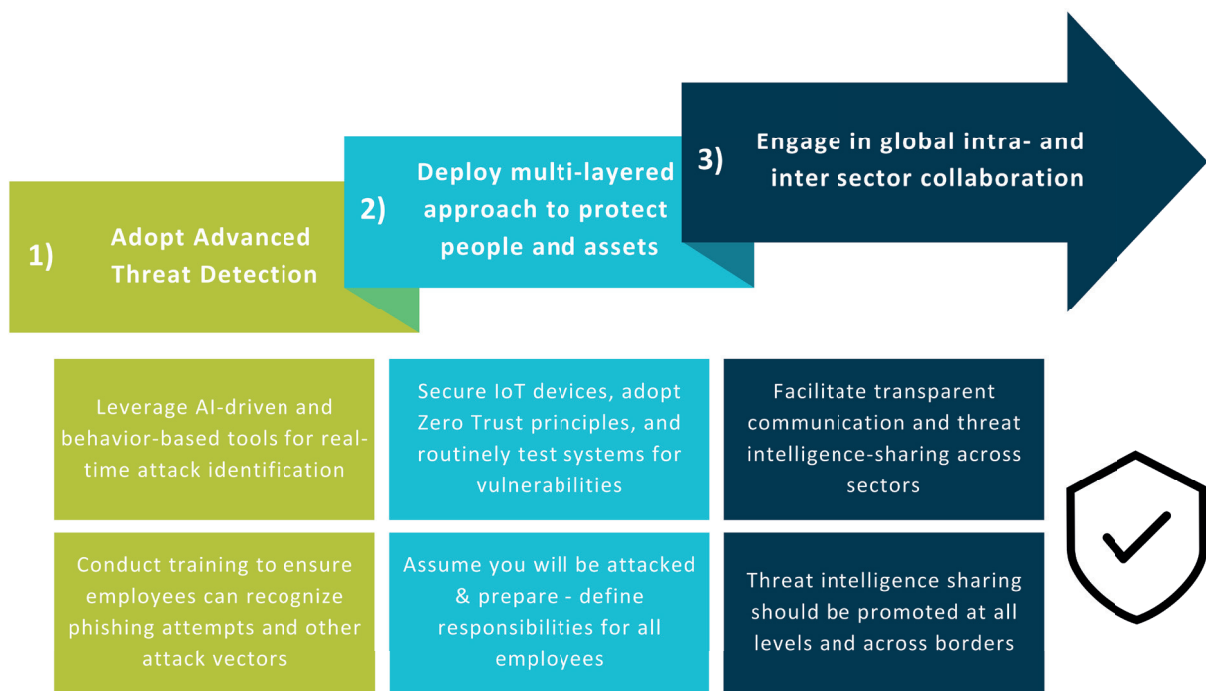 1)
Adopt Advanced
Threat Detection
2)
Deploy multi-layered
approach to protect
people and assets
3)
Engage in global intra- and
inter sector collaboration
Leverage AI-driven and
behavior-based tools for real-
time attack identification
Conduct training to ensure
employees can recognize
phishing attempts and other
attack vectors
Secure IoT devices, adopt
Zero Trust principles, and
routinely test systems for
vulnerabilities
Assume you will be attacked
& prepare - define
responsibilities for all
employees
Facilitate transparent
communication and threat
intelligence-sharing across
sectors
Threat intelligence sharing
should be promoted at all
levels and across borders